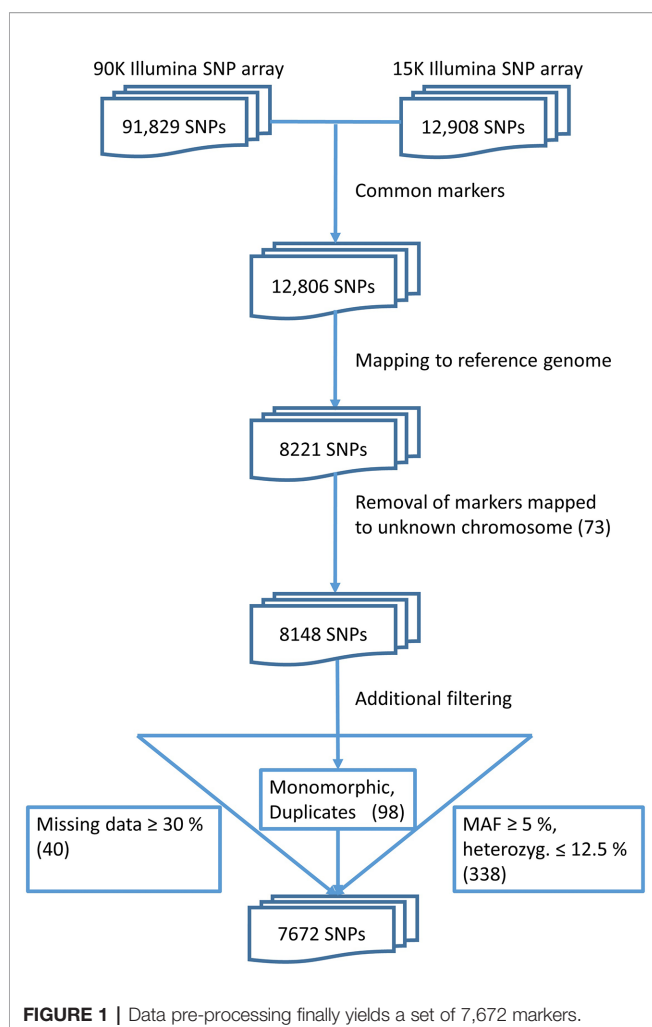 90K Illumina SNP array
15K Illumina SNP array
91,829 SNPs
12,908 SNPs
Common markers
12,806 SNPs
Mapping to reference genome
8221 SNPs
Removal of markers mapped
to unknown chromosome (73)
8148 SNPs
Additional filtering
Monomorphic,
Duplicates (98)
Missing data ≥ 30 %
(40)
MAF ≥ 5 %,
heterozyg. ≤ 12.5 %
(338)
7672 SNPs
FIGURE 1 | Data pre-processing finally yields a set of 7,672 markers.